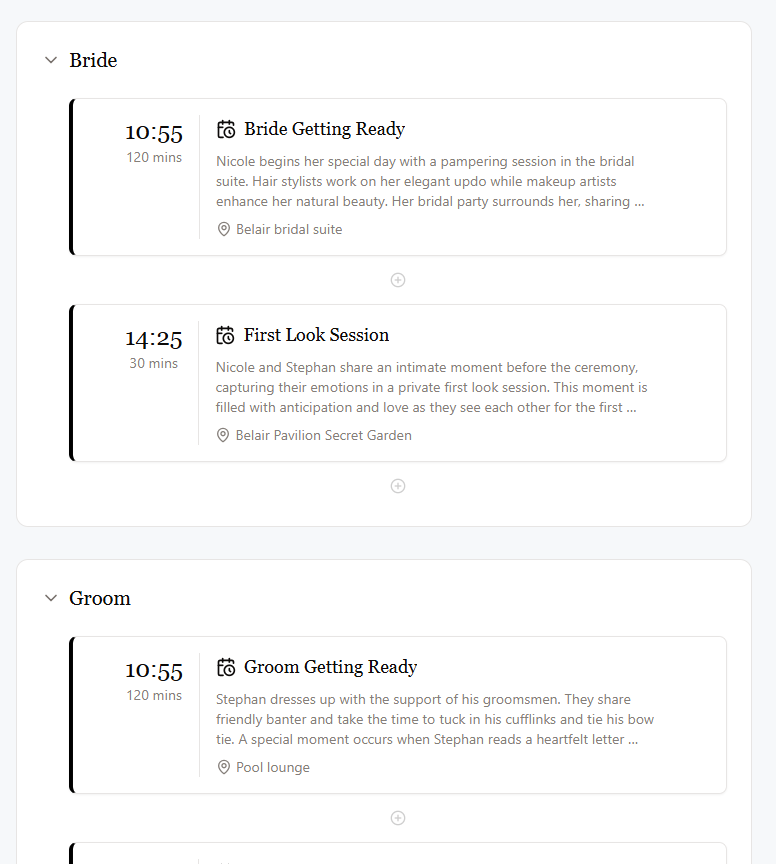 Bride
10:55
120 mins
Bride Getting Ready
Nicole begins her special day with a pampering session in the bridal
suite. Hair stylists work on her elegant updo while makeup artists
enhance her natural beauty. Her bridal party surrounds her, sharing ...
Belair bridal suite
14:25
30 mins
First Look Session
Nicole and Stephan share an intimate moment before the ceremony,
capturing their emotions in a private first look session. This moment is
filled with anticipation and love as they see each other for the first ...
Belair Pavilion Secret Garden
Groom
10:55
120 mins
Groom Getting Ready
Stephan dresses up with the support of his groomsmen. They share
friendly banter and take the time to tuck in his cufflinks and tie his bow
tie. A special moment occurs when Stephan reads a heartfelt letter ...
Pool lounge